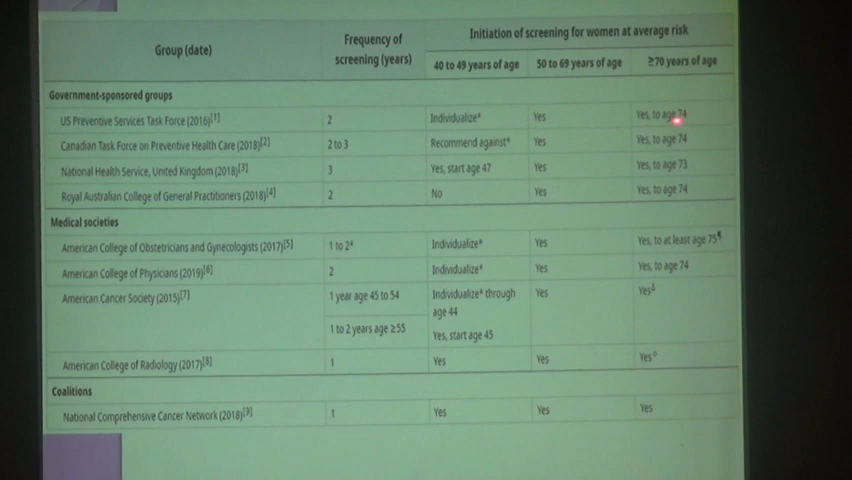 Group (date) Frequency of screening (years) Initiation of screening for women at average risk
40 to 49 years of age 50 to 69 years of age ≥70 years of age
Government-sponsored groups
US Preventive Services Task Force (2016)[1] 2 Individualize* Yes Yes, to age 74
Canadian Task Force on Preventive Health Care (2018)[2] 2 to 3 Recommend against* Yes Yes, to age 74
National Health Service, United Kingdom (2018)[3] 3 Yes, start age 47 Yes Yes, to age 73
Royal Australian College of General Practitioners (2018)[4] 2 No Yes Yes, to age 74
Medical societies
American College of Obstetricians and Gynecologists (2017)[5] 1 to 2* Individualize* Yes Yes, to at least age 75¶
American College of Physicians (2019)[6] 2 Individualize* Yes Yes, to age 74
American Cancer Society (2015)[7] 1 year age 45 to 54 Individualize* through age 44 Yes YesΔ
1 to 2 years age ≥55 Yes, start age 45
American College of Radiology (2017)[8] 1 Yes Yes Yes◊
Coalitions
National Comprehensive Cancer Network (2018)[9] 1 Yes Yes Yes